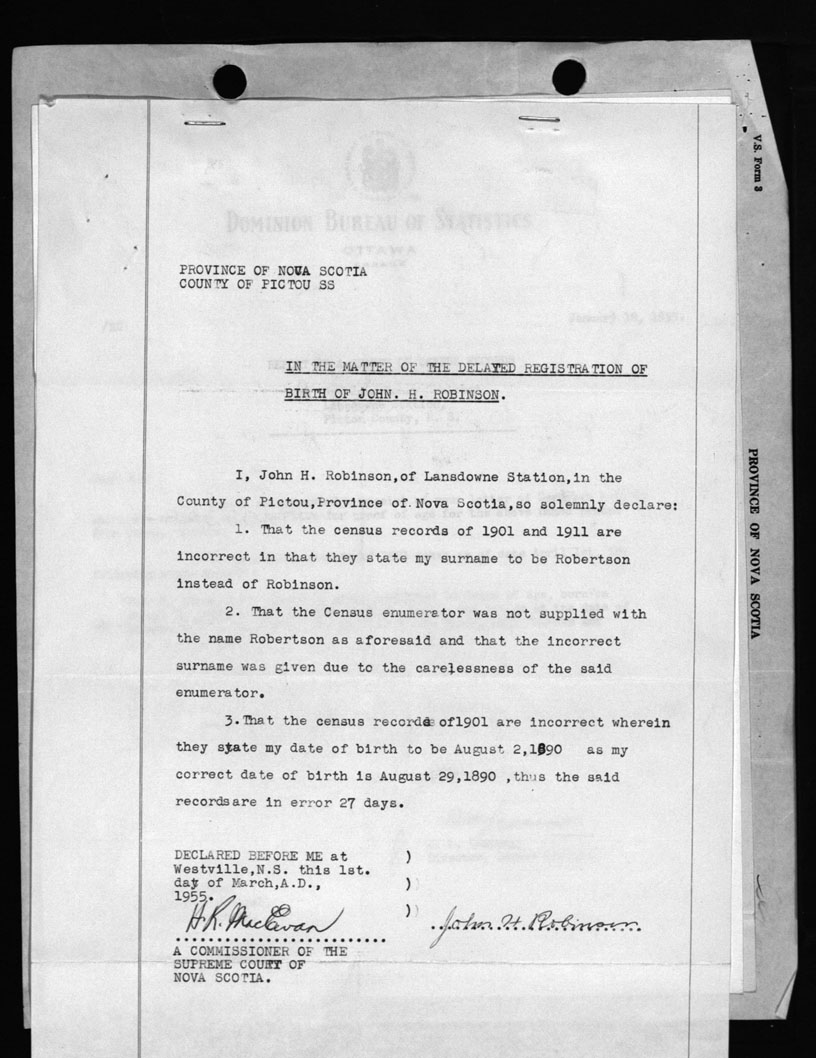 V.S. Form 3
PROVINCE OF NOVA SCOTIA
DOMINION BUREAU OF STATISTICS
OTTAWA
PROVINCE OF NOVA SCOTIA
COUNTY OF PICTOU SS
IN THE MATTER OF THE DELAYED REGISTRATION OF
BIRTH OF JOHN. H. ROBINSON.
I, John H. Robinson,of Lansdowne Station,in the
County of Pictou,Province of Nova Scotia,so solemnly declare:
1. That the census records of 1901 and 1911 are
incorrect in that they state my surname to be Robertson
instead of Robinson.
2. That the Census enumerator was not supplied with
the name Robertson as aforesaid and that the incorrect
surname was given due to the carelessness of the said
enumerator.
3.That the census records of1901 are incorrect wherein
they state my date of birth to be August 2,1890 as my
correct date of birth is August 29,1890 ,thus the said
recordsare in error 27 days.
DECLARED BEFORE ME at )
Westville,N.S. this 1st.
day of March,A.D., )
1955. )
H.R. MacEwan John H. Robinson
A COMMISSIONER OF THE
SUPREME COURT OF
NOVA SCOTIA.